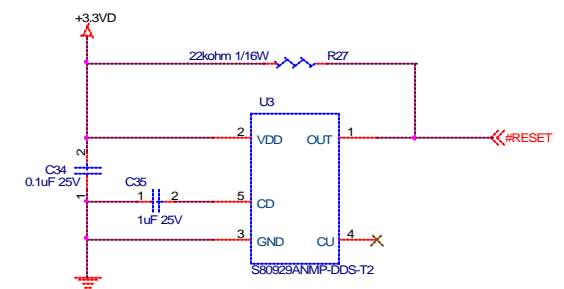 +3.3VD
22kohm 1/16W
R27
U3
2
VDD
OUT
1
#RESET
2
C34
0.1uF 25V
1
C35
1
2
1uF 25V
5
CD
3
GND
CU
4
S80929ANMP-DDS-T2